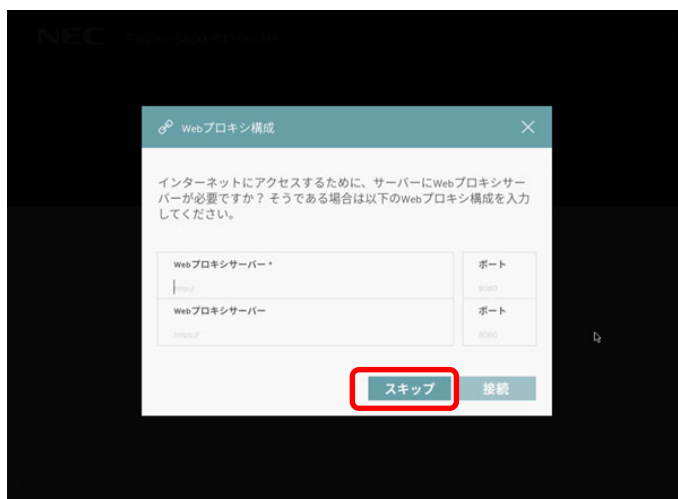 NEC
Webプロキシ構成
インターネットにアクセスするために、サーバーにWebプロキシサー
バーが必要ですか? そうである場合は以下のWebプロキシ構成を入力
してください。
Webプロキシサーバー * ポート
http:// 8080
Webプロキシサーバー ポート
https:// 8080
スキップ 接続